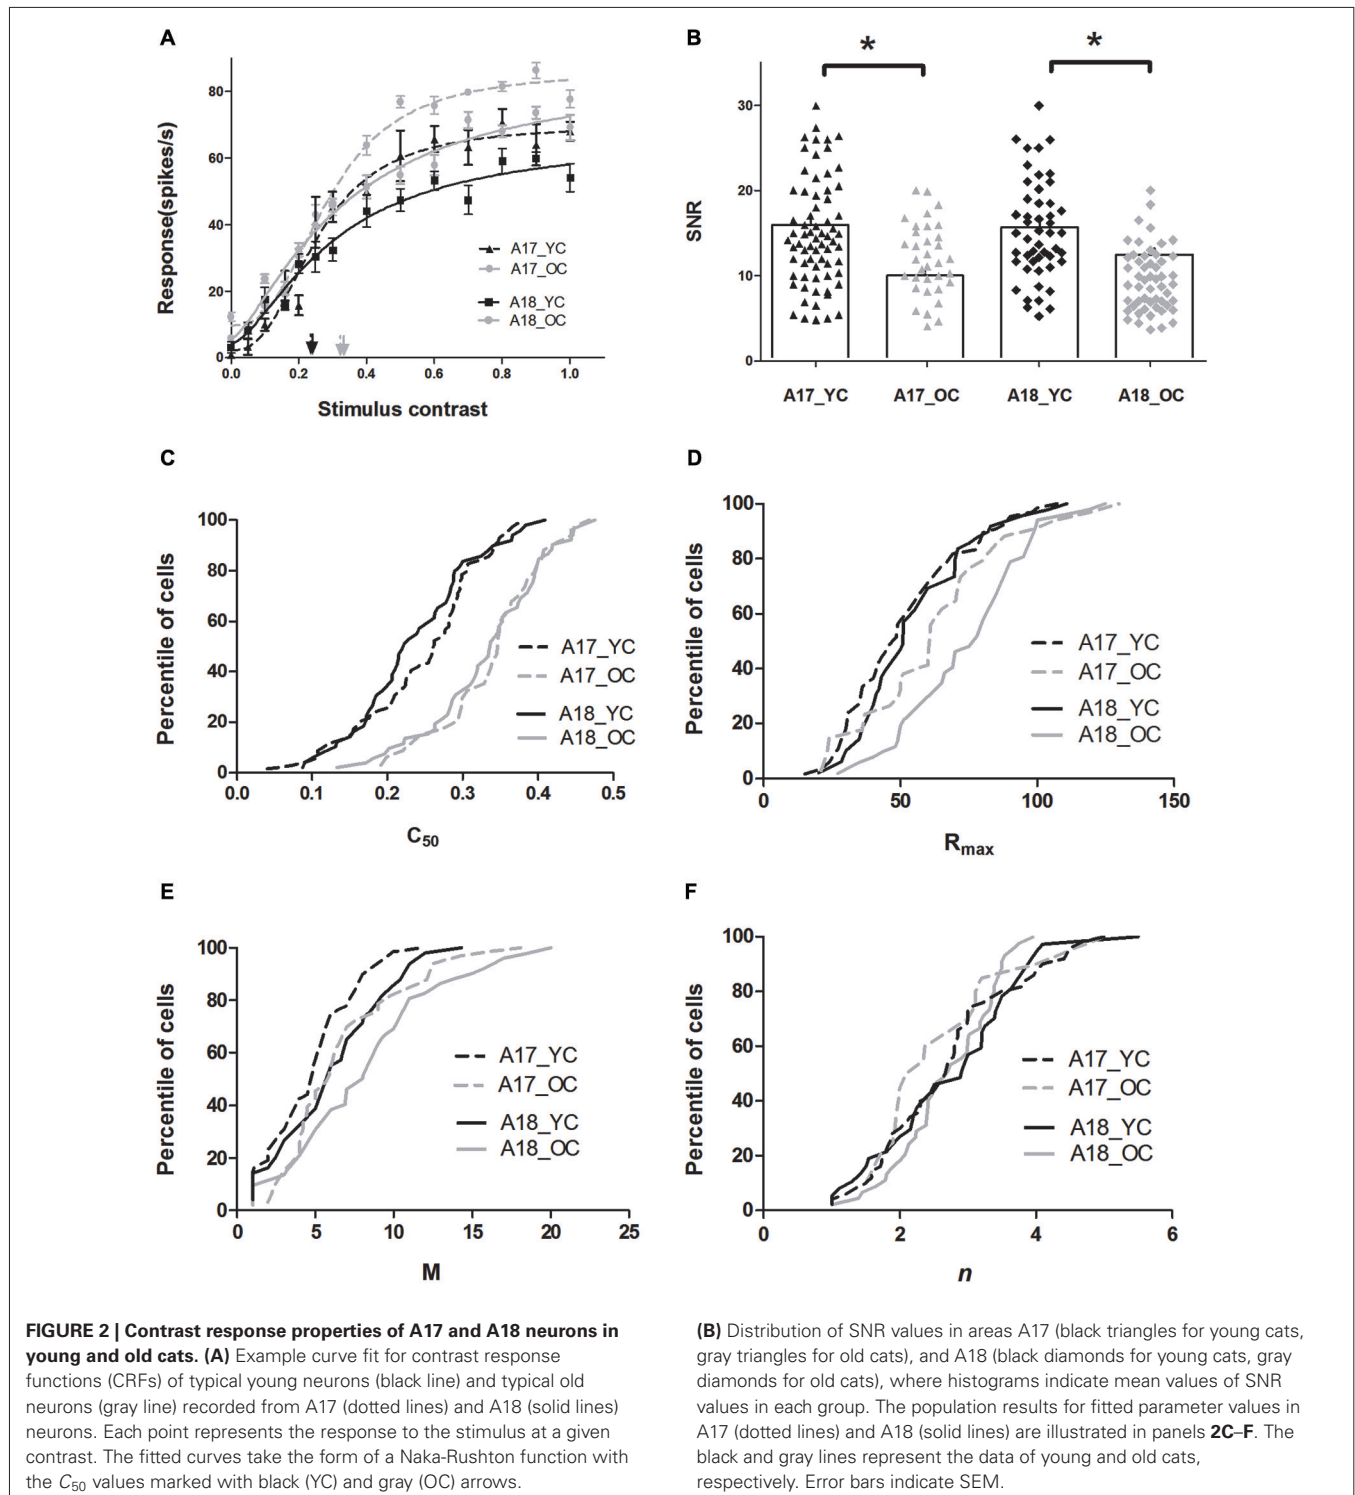 A
Response(spikes/s)
80
60
40
20
0
0.0 0.2 0.4 0.6 0.8 1.0
Stimulus contrast
A17_YC
A17_OC
A18_YC
A18_OC
B
* *
SNR
30
20
10
0
A17_YC A17_OC A18_YC A18_OC
C
Percentile of cells
100
80
60
40
20
0
0.0 0.1 0.2 0.3 0.4 0.5
C50
A17_YC
A17_OC
A18_YC
A18_OC
D
Percentile of cells
100
80
60
40
20
0
0 50 100 150
Rmax
A17_YC
A17_OC
A18_YC
A18_OC
E
Percentile of cells
100
80
60
40
20
0
0 5 10 15 20 25
M
A17_YC
A17_OC
A18_YC
A18_OC
F
Percentile of cells
100
80
60
40
20
0
0 2 4 6
n
A17_YC
A17_OC
A18_YC
A18_OC
FIGURE 2 | Contrast response properties of A17 and A18 neurons in
young and old cats. (A) Example curve fit for contrast response
functions (CRFs) of typical young neurons (black line) and typical old
neurons (gray line) recorded from A17 (dotted lines) and A18 (solid lines)
neurons. Each point represents the response to the stimulus at a given
contrast. The fitted curves take the form of a Naka-Rushton function with
the C50 values marked with black (YC) and gray (OC) arrows.
(B) Distribution of SNR values in areas A17 (black triangles for young cats,
gray triangles for old cats), and A18 (black diamonds for young cats, gray
diamonds for old cats), where histograms indicate mean values of SNR
values in each group. The population results for fitted parameter values in
A17 (dotted lines) and A18 (solid lines) are illustrated in panels 2C–F. The
black and gray lines represent the data of young and old cats,
respectively. Error bars indicate SEM.